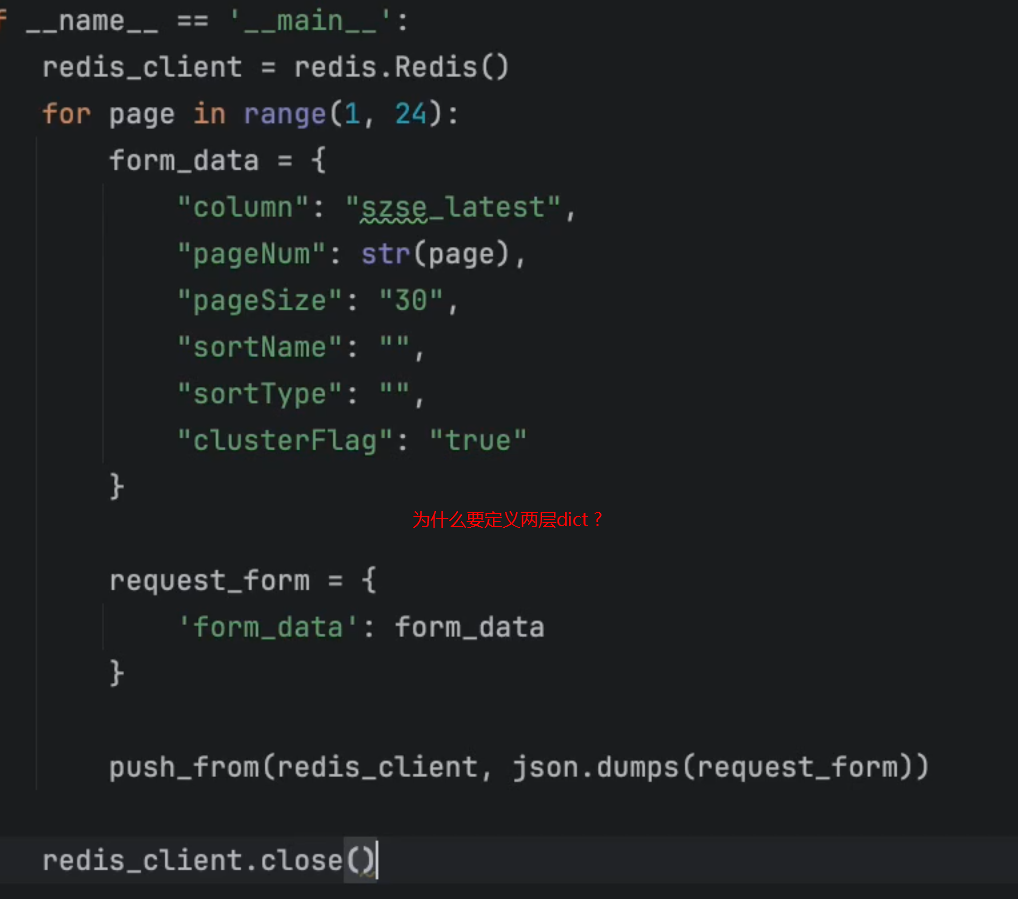 f __name__ == '__main__':
redis_client = redis.Redis()
for page in range(1, 24):
form_data = {
"column": "szse_latest",
"pageNum": str(page),
"pageSize": "30",
"sortName": "",
"sortType": "",
"clusterFlag": "true"
}
为什么要定义两层dict？
request_form = {
'form_data': form_data
}
push_from(redis_client, json.dumps(request_form))
redis_client.close()